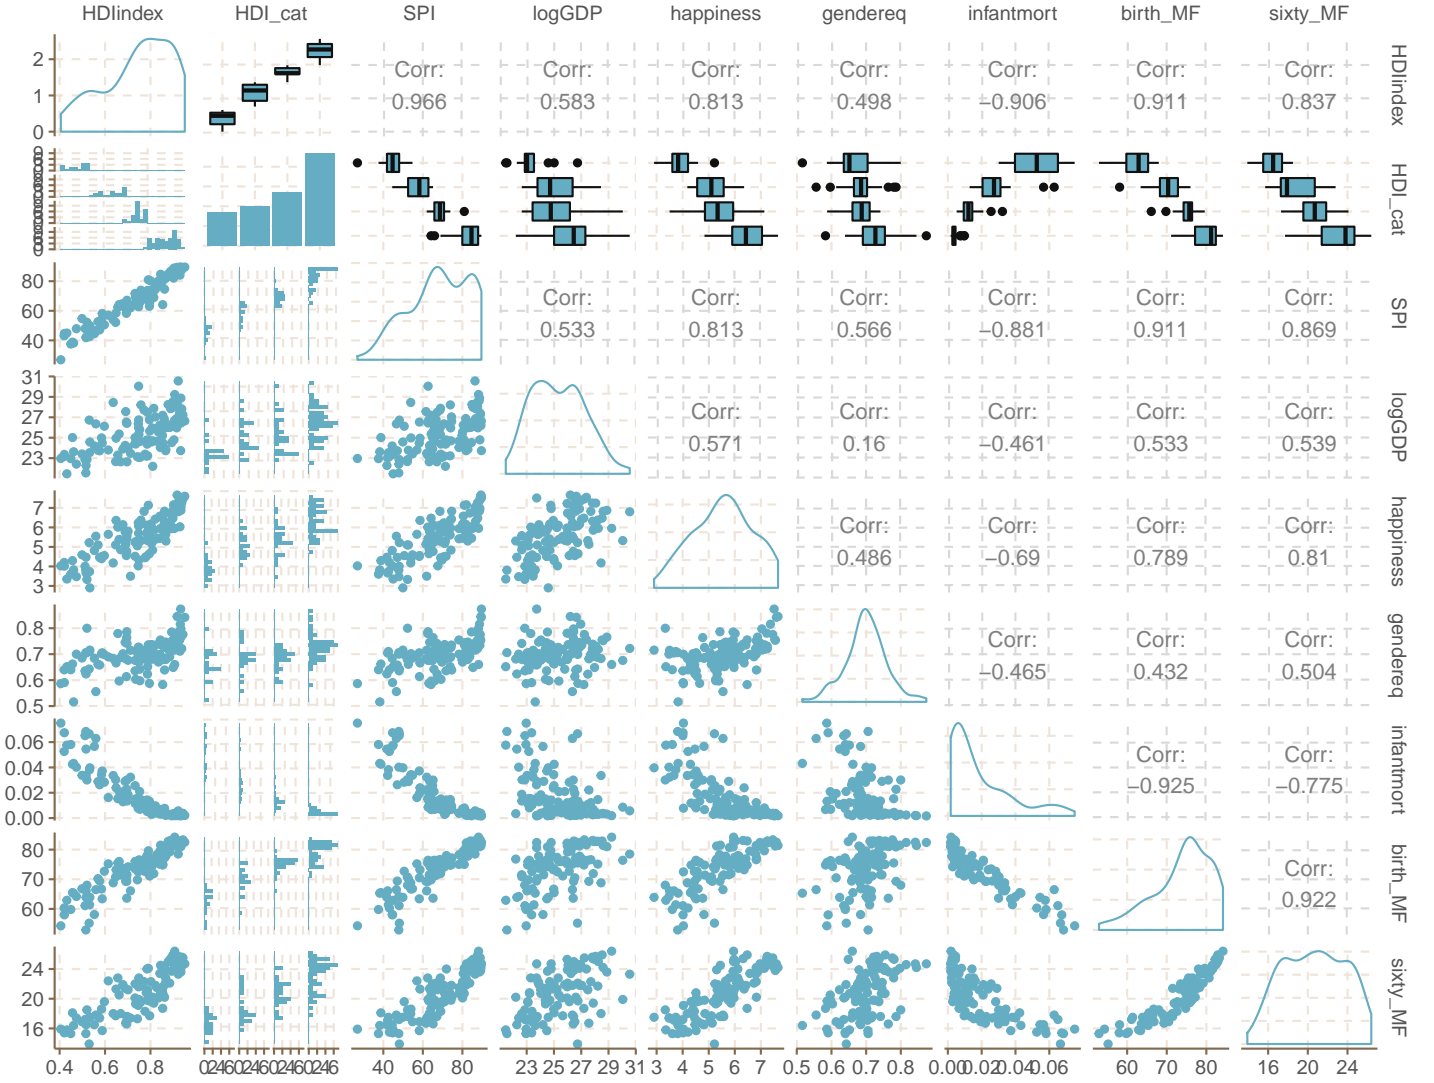 HDIindex HDI_cat SPI logGDP happiness gendereq infantmort birth_MF sixty_MF
2
1
0
Corr: Corr: Corr: Corr: Corr: Corr: Corr:
0.966 0.583 0.813 0.498 −0.906 0.911 0.837
HDIindex
HDI_cat
80
60
40
Corr: Corr: Corr: Corr: Corr: Corr:
0.533 0.813 0.566 −0.881 0.911 0.869
SPI
31
29
27
25
23
Corr: Corr: Corr: Corr: Corr:
0.571 0.16 −0.461 0.533 0.539
logGDP
7
6
5
4
3
Corr: Corr: Corr: Corr:
0.486 −0.69 0.789 0.81
happiness
0.8
0.7
0.6
0.5
Corr: Corr: Corr:
−0.465 0.432 0.504
gendereq
0.06
0.04
0.02
0.00
Corr: Corr:
−0.925 −0.775
infantmort
80
70
60
Corr:
0.922
birth_MF
24
20
16
sixty_MF
0.4 0.6 0.8 0246 0246 0246 0246 40 60 80 23 25 27 29 31 3 4 5 6 7 0.5 0.6 0.7 0.8 0.00 0.02 0.04 0.06 60 70 80 16 20 24